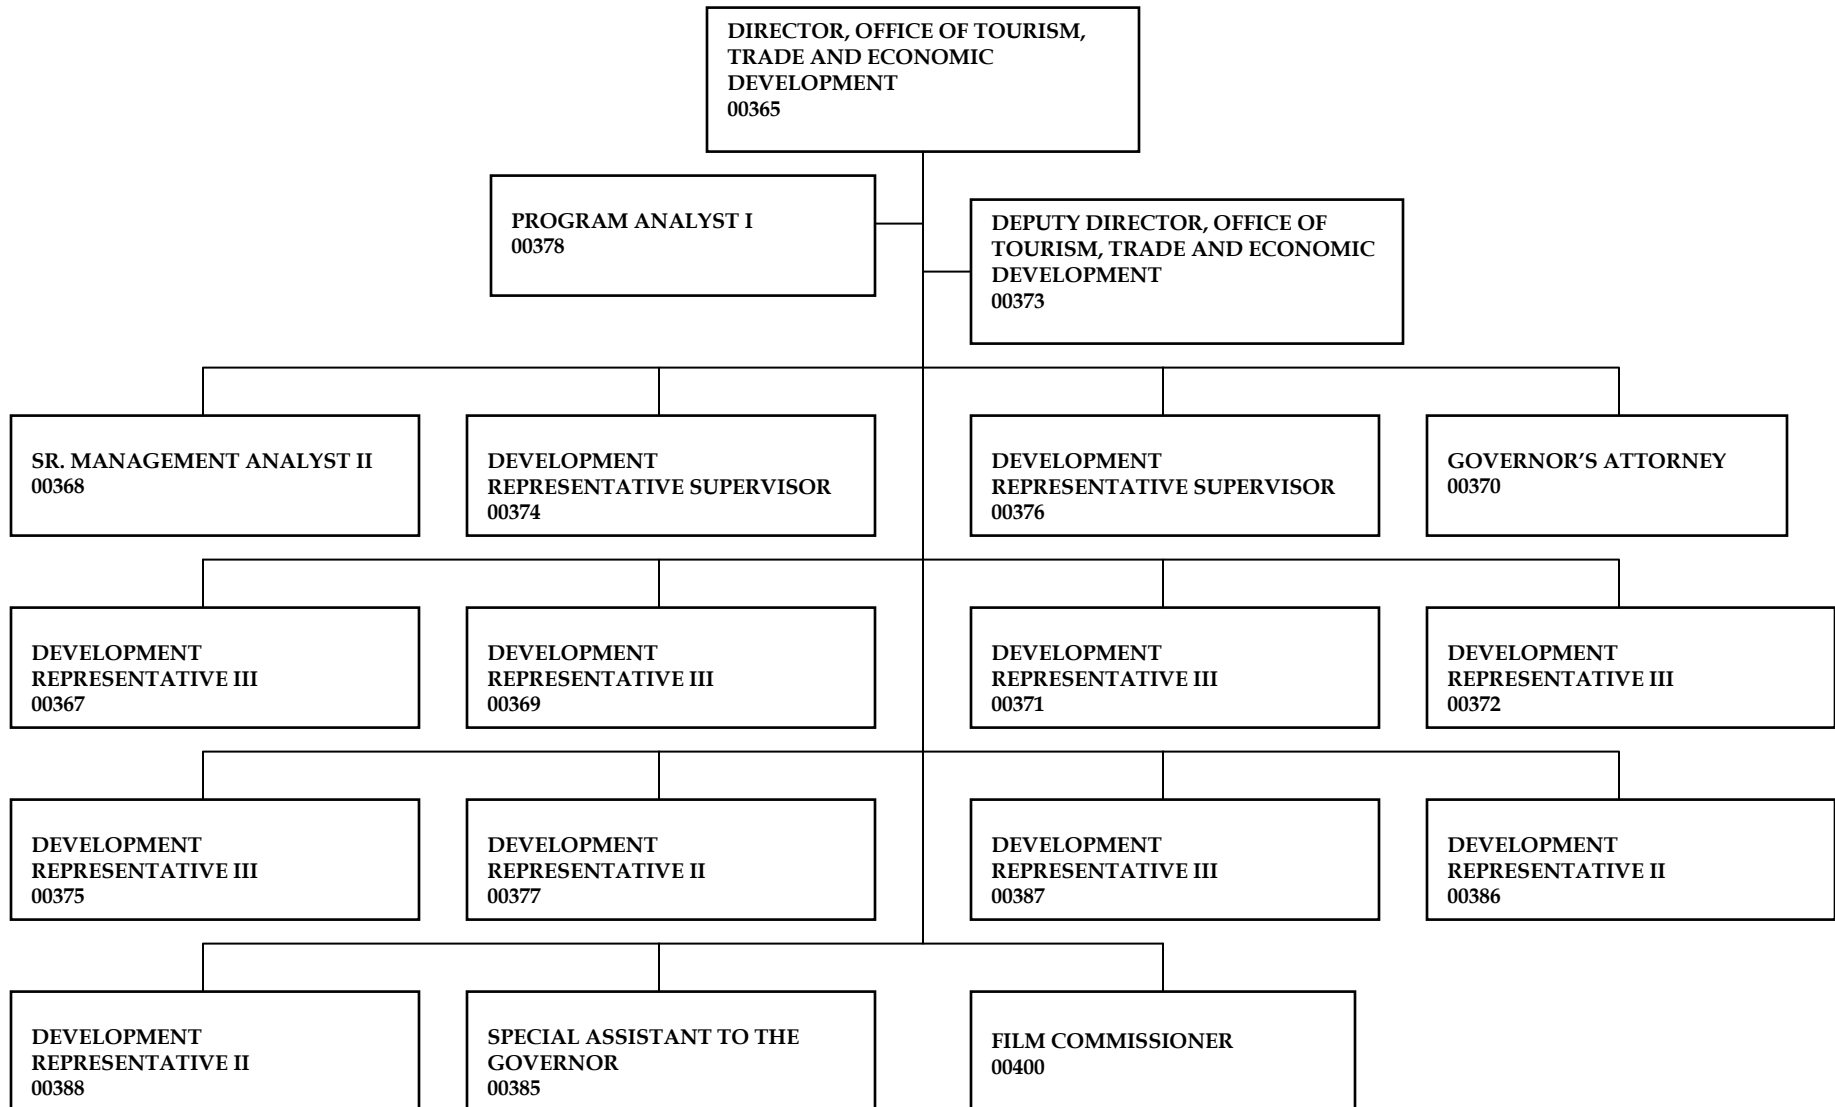 DIRECTOR, OFFICE OF TOURISM,
TRADE AND ECONOMIC
DEVELOPMENT
00365
PROGRAM ANALYST I
00378
DEPUTY DIRECTOR, OFFICE OF
TOURISM, TRADE AND ECONOMIC
DEVELOPMENT
00373
SR. MANAGEMENT ANALYST II
00368
DEVELOPMENT
REPRESENTATIVE SUPERVISOR
00374
DEVELOPMENT
REPRESENTATIVE SUPERVISOR
00376
GOVERNOR’S ATTORNEY
00370
DEVELOPMENT
REPRESENTATIVE III
00367
DEVELOPMENT
REPRESENTATIVE III
00369
DEVELOPMENT
REPRESENTATIVE III
00371
DEVELOPMENT
REPRESENTATIVE III
00372
DEVELOPMENT
REPRESENTATIVE III
00375
DEVELOPMENT
REPRESENTATIVE II
00377
DEVELOPMENT
REPRESENTATIVE III
00387
DEVELOPMENT
REPRESENTATIVE II
00386
DEVELOPMENT
REPRESENTATIVE II
00388
SPECIAL ASSISTANT TO THE
GOVERNOR
00385
FILM COMMISSIONER
00400